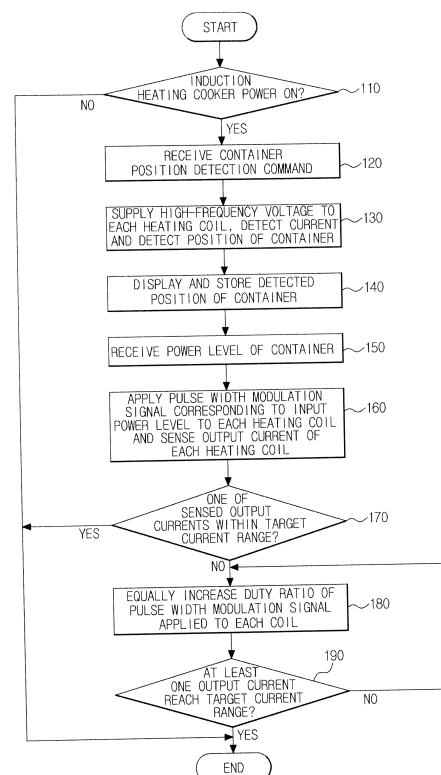 START
INDUCTION
HEATING COOKER POWER ON?
110
NO
YES
RECEIVE CONTAINER
POSITION DETECTION COMMAND
120
SUPPLY HIGH-FREQUENCY VOLTAGE TO
EACH HEATING COIL, DETECT CURRENT
AND DETECT POSITION OF CONTAINER
130
DISPLAY AND STORE DETECTED
POSITION OF CONTAINER
140
RECEIVE POWER LEVEL OF CONTAINER
150
APPLY PULSE WIDTH MODULATION
SIGNAL CORRESPONDING TO INPUT
POWER LEVEL TO EACH HEATING COIL
AND SENSE OUTPUT CURRENT OF
EACH HEATING COIL
160
ONE OF
SENSED OUTPUT
CURRENTS WITHIN TARGET
CURRENT RANGE?
170
YES
NO
EQUALLY INCREASE DUTY RATIO OF
PULSE WIDTH MODULATION SIGNAL
APPLIED TO EACH COIL
180
190
AT LEAST
ONE OUTPUT CURRENT
REACH TARGET CURRENT
RANGE?
NO
YES
END